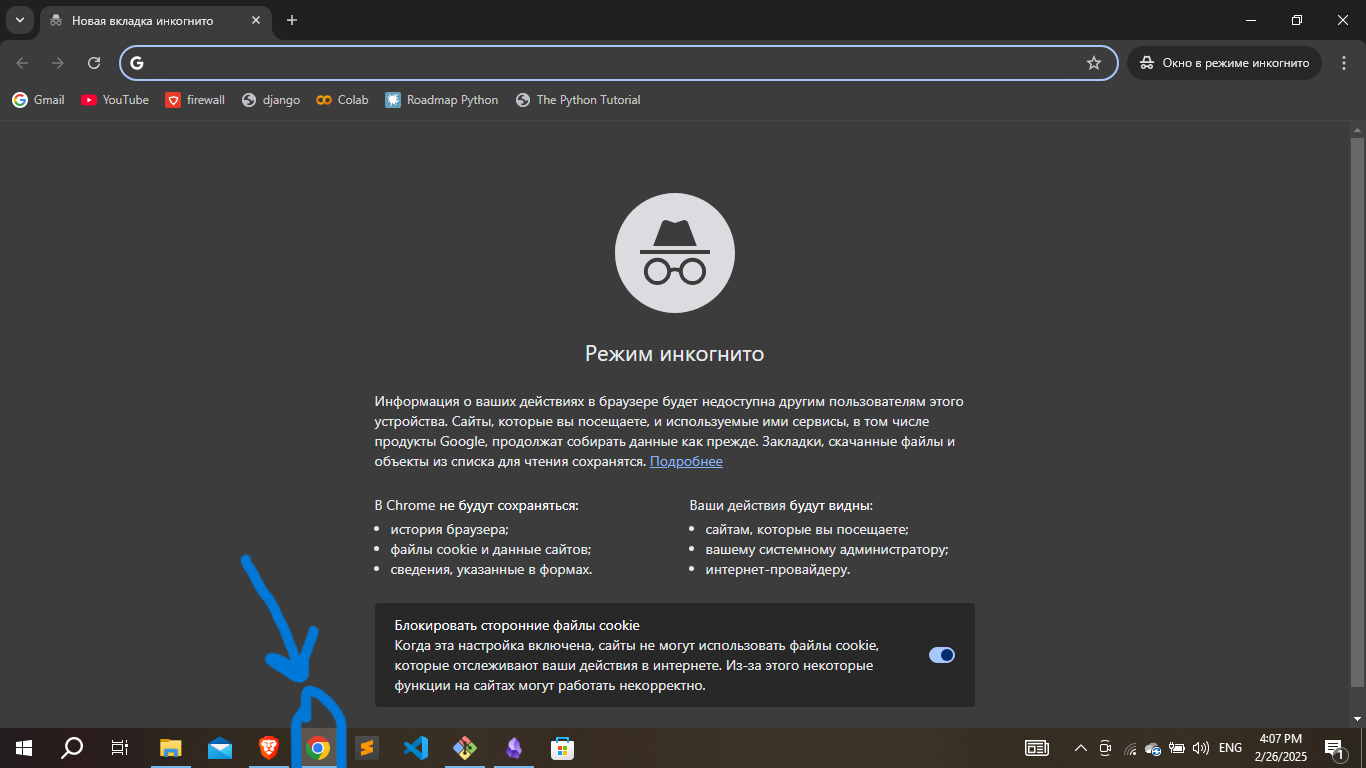 Новая вкладка инкогнито
Окно в режиме инкогнито
Gmail
YouTube
firewall
django
Colab
Roadmap Python
The Python Tutorial
Режим инкогнито
Информация о ваших действиях в браузере будет недоступна другим пользователям этого
устройства. Сайты, которые вы посещаете, и используемые ими сервисы, в том числе
продукты Google, продолжат собирать данные как прежде. Закладки, скачанные файлы и
объекты из списка для чтения сохранятся. Подробнее
В Chrome не будут сохраняться:
история браузера;
файлы cookie и данные сайтов;
сведения, указанные в формах.
Ваши действия будут видны:
сайтам, которые вы посещаете;
вашему системному администратору;
интернет-провайдеру.
Блокировать сторонние файлы cookie
Когда эта настройка включена, сайты не могут использовать файлы cookie,
которые отслеживают ваши действия в интернете. Из-за этого некоторые
функции на сайтах могут работать некорректно.
ENG
4:07 PM
2/26/2025
1